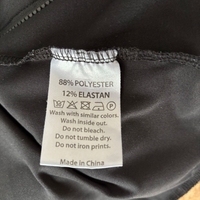 88% POLYESTER
12% ELASTAN
Wash with similar colors.
Wash inside out.
Do not bleach.
Do not tumble dry.
Do not iron prints.
Made in China